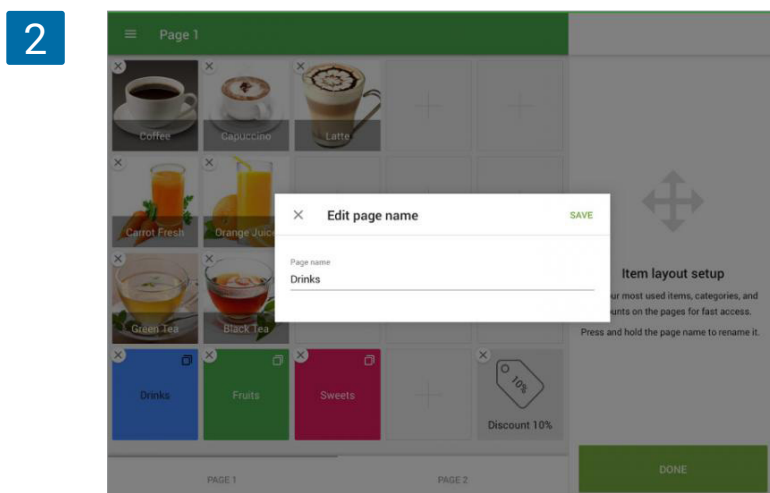 2
Page 1
Coffee
Capuccino
Latte
Carrot Fresh
Orange Juice
Edit page name
SAVE
Page name
Drinks
Item layout setup
ur most used items, categories, and
unts on the pages for fast access.
Press and hold the page name to rename it.
Green Tea
Black Tea
Drinks
Fruits
Sweets
10%
Discount 10%
PAGE 1
PAGE 2
DONE